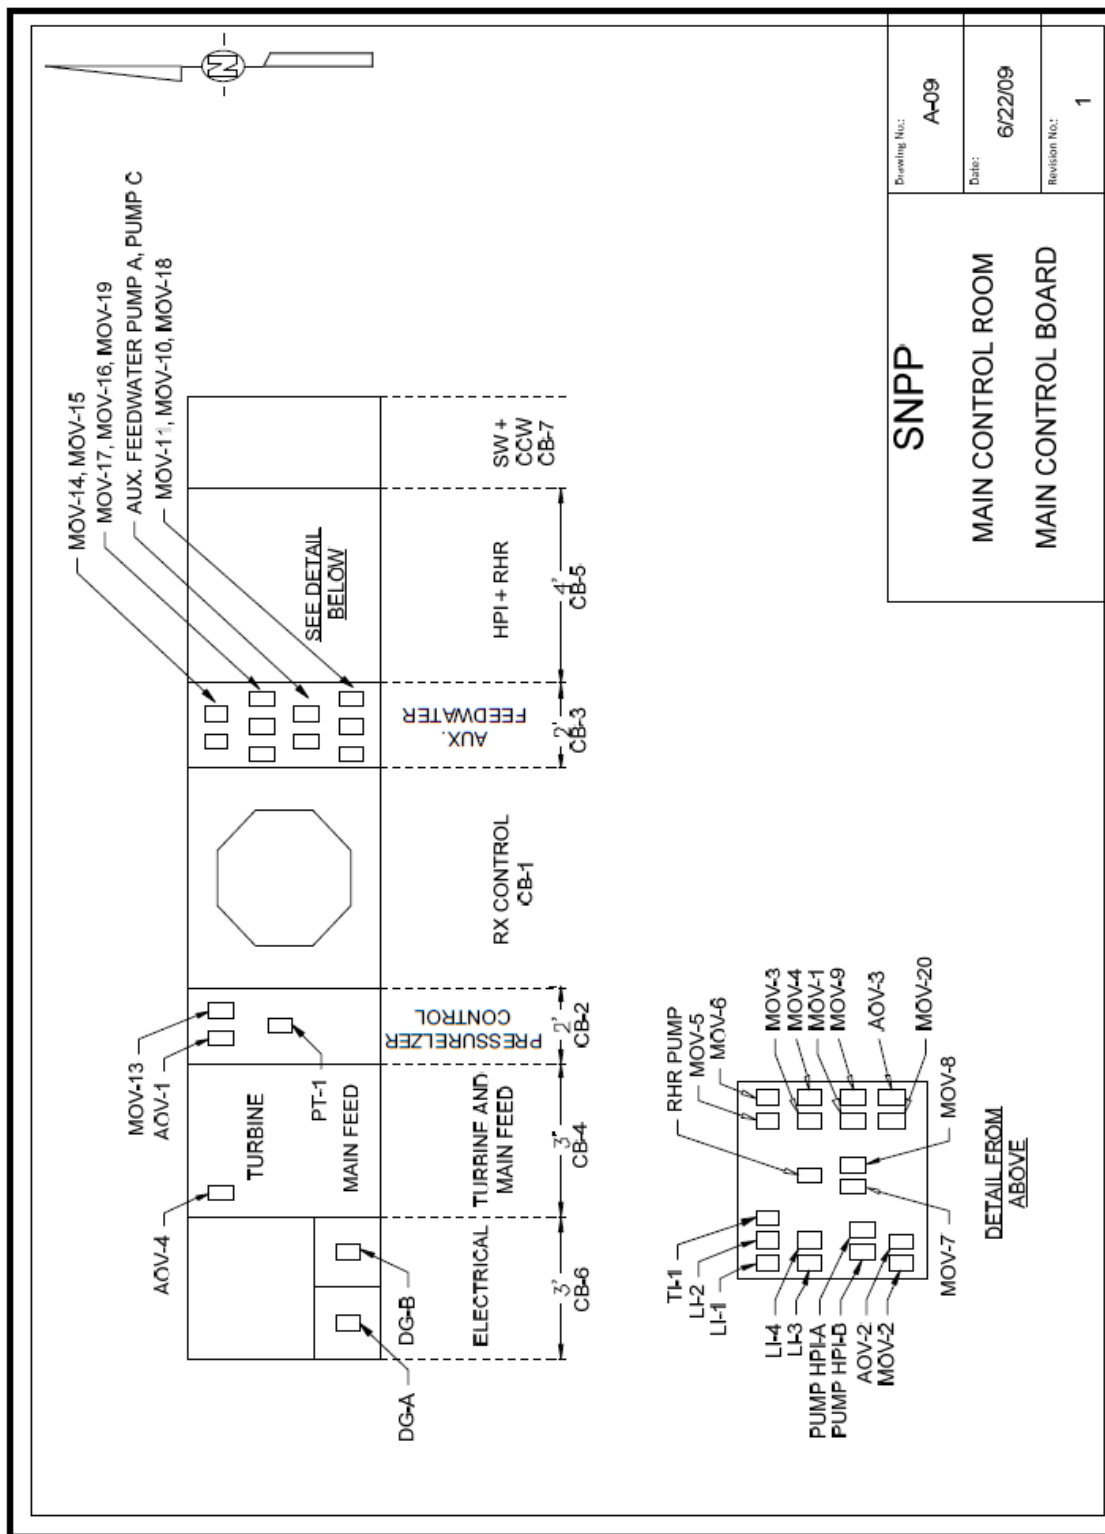 N
MOV-14, MOV-15
MOV-17, MOV-16, MOV-19
AUX. FEEDWATER PUMP A, PUMP C
MOV-11, MOV-10, MOV-18
MOV-13
AOV-1
AOV-4
TURBINE
PT-1
MAIN FEED
SEE DETAIL
BELOW
DG-A
DG-B
ELECTRICAL
TURBINE AND
MAIN FEED
PRESSURELZER
CONTROL
RX CONTROL
CB-1
AUX.
FEEDWATER
HPI + RHR
SW +
CCW
CB-7
3'
CB-6
3"
CB-4
2'
CB-2
2'
CB-3
4'
CB-5
TI-1
LI-2
LI-1
RHR PUMP
MOV-5
MOV-6
LI-4
LI-3
PUMP HPI-A
PUMP HPI-B
AOV-2
MOV-2
MOV-3
MOV-4
MOV-1
MOV-9
AOV-3
MOV-20
MOV-7
MOV-8
DETAIL FROM
ABOVE
SNPP
MAIN CONTROL ROOM
MAIN CONTROL BOARD
Drawing No.:
A-09
Date:
6/22/09
Revision No.:
1